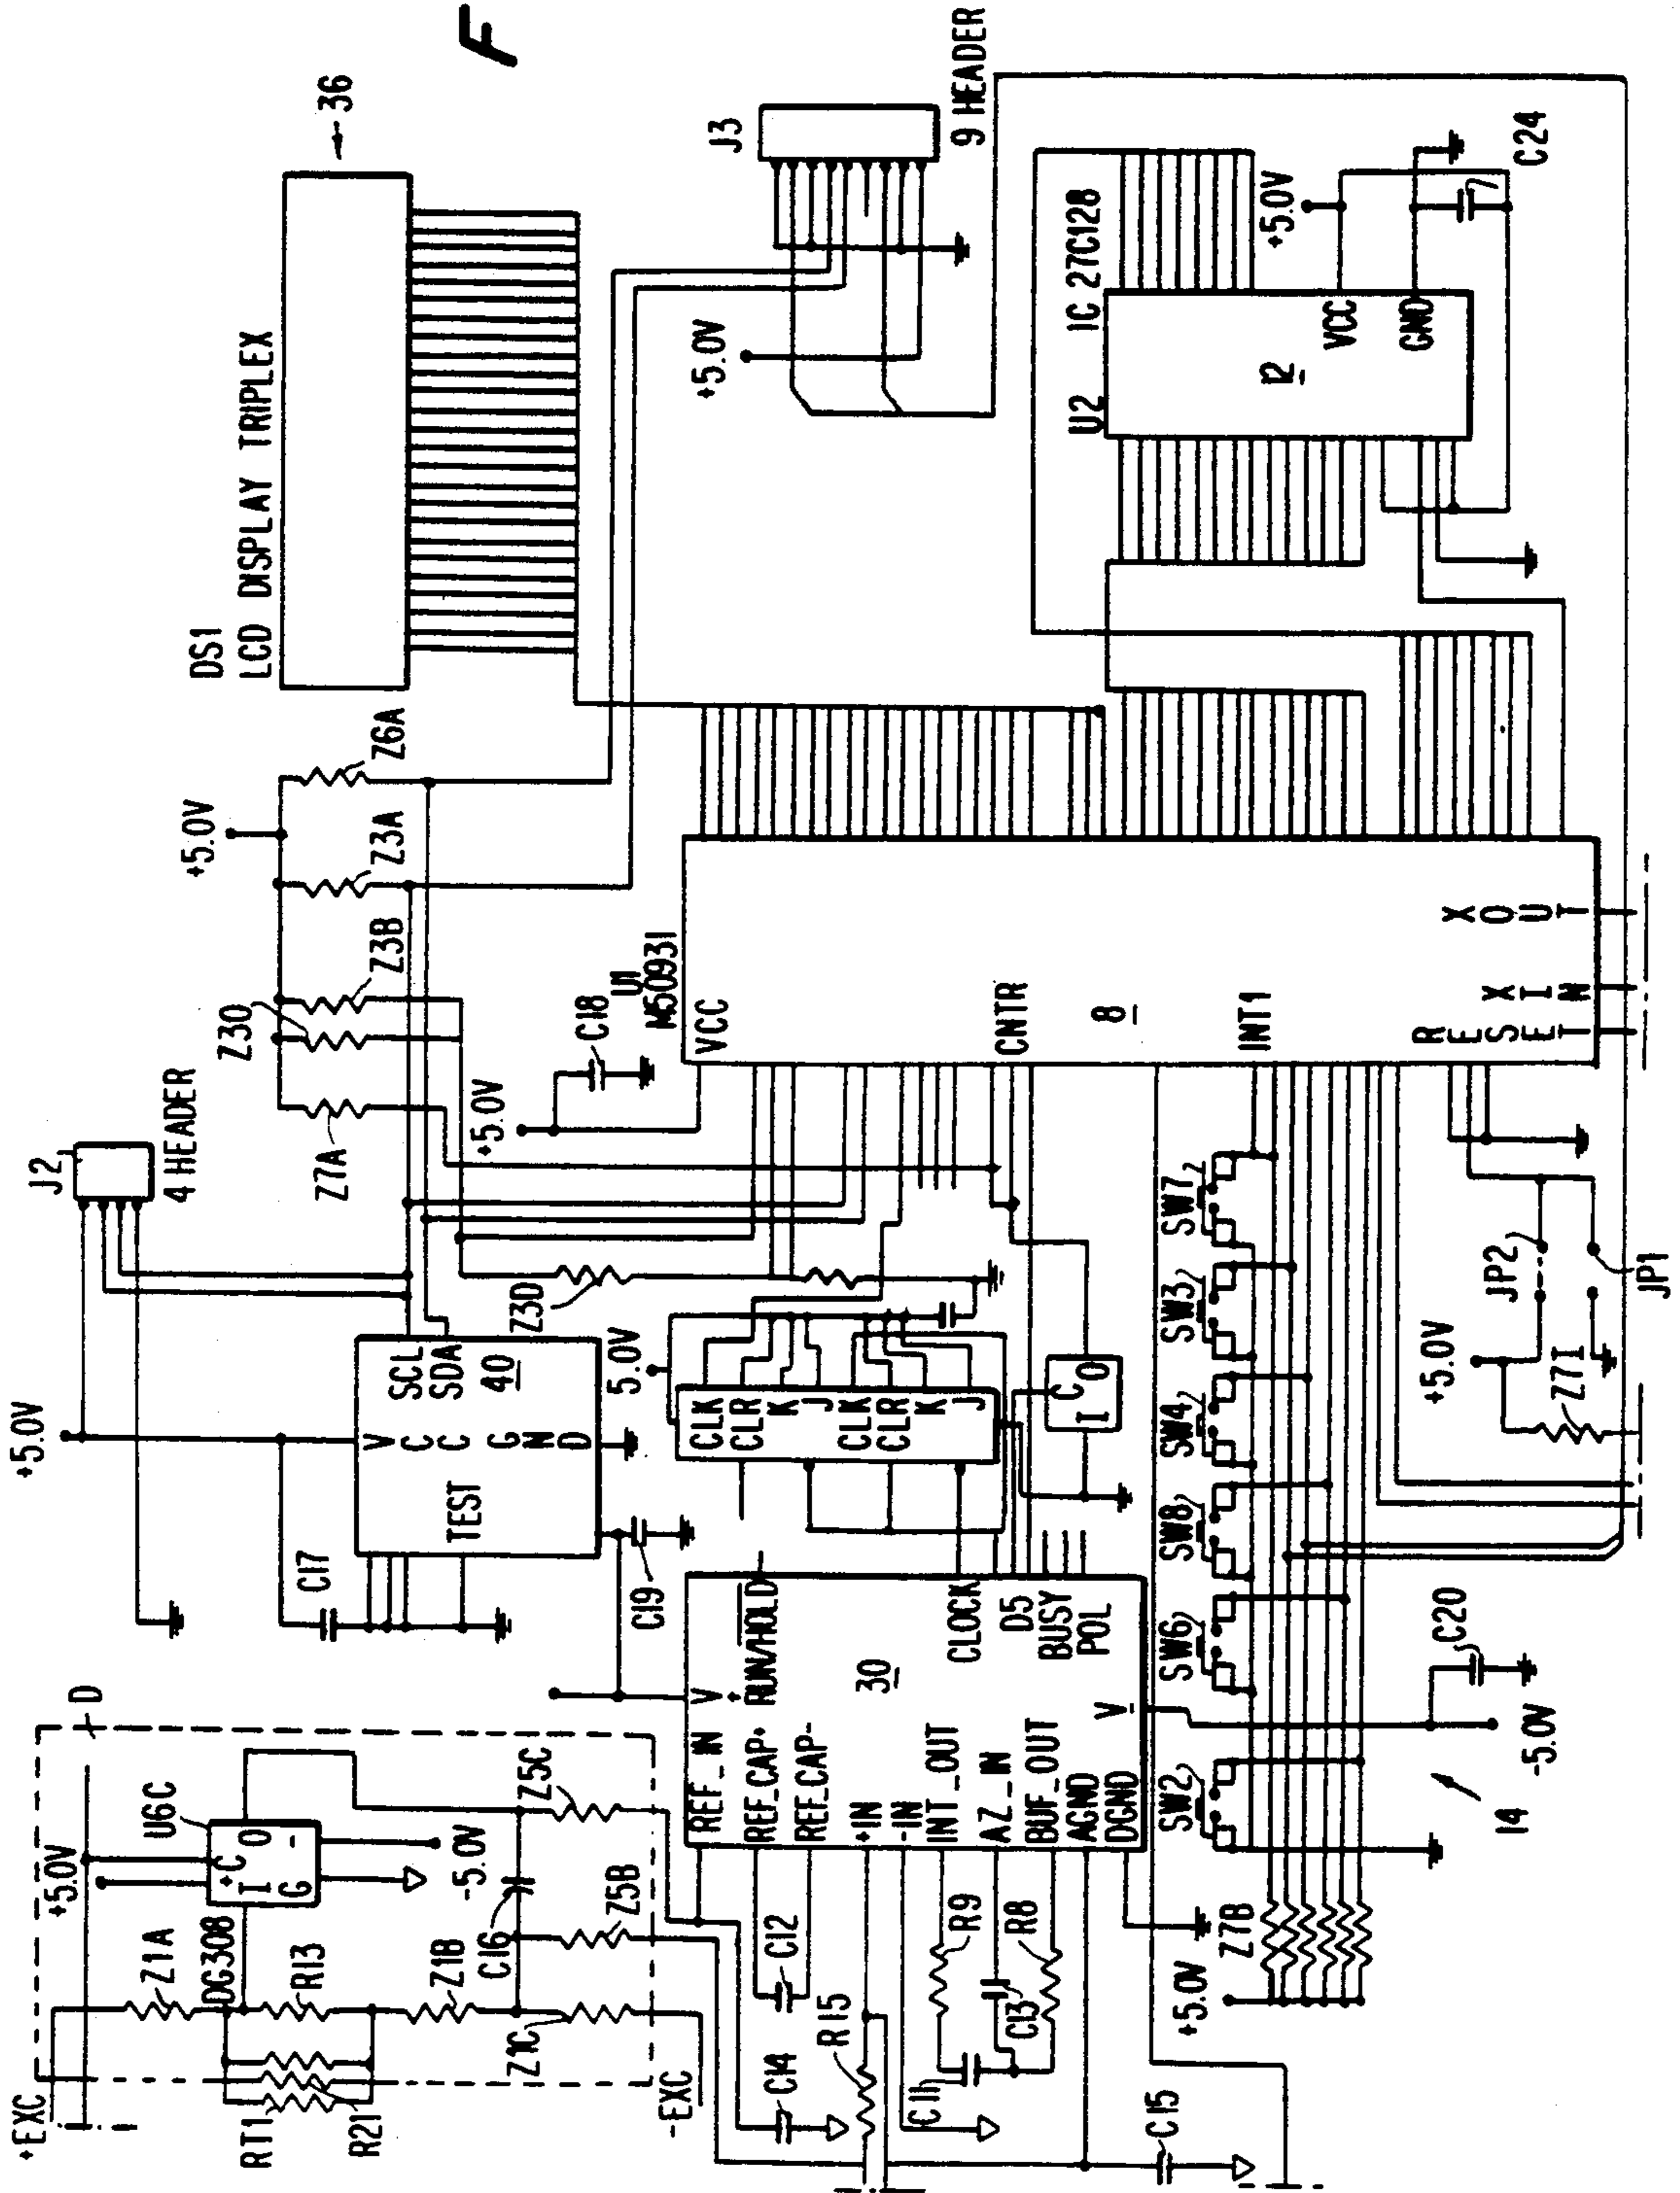 F
36
DS1
LCD DISPLAY TRIPLEX
J3
9 HEADER
+5.0V
IC 27C128
U2
12
VCC
GND
+5.0V
C24
+5.0V
Z6A
Z3A
Z3B
Z30
Z7A
J2
4 HEADER
+5.0V
C18
U1
M50931
VCC
CNTR
8
INT1
RESET
XIN
XOUT
+5.0V
SCL
SDA
40
VCC
GND
TEST
C17
C19
Z3D
5.0V
CLK
CLR
K
J
CLK
CLR
K
J
C
O
I
SW7
SW3
SW4
SW8
SW6
SW2
JP2
JP1
+5.0V
Z7I
D
U6C
+5.0V
+C
O
I
-
G
DG308
-5.0V
Z1A
R13
Z1B
C16
Z5C
Z5B
Z1C
+EXC
RT1
R21
-EXC
V+
RUN/HOLD
REF_IN
REF_CAP+
REF_CAP-
+IN
-IN
INT_OUT
AZ_IN
BUF_OUT
AGND
DGND
V-
30
CLOCK
D5
BUSY
POL
C12
C14
R15
R9
C11
C13
R8
C15
Z7B
+5.0V
C20
-5.0V
14